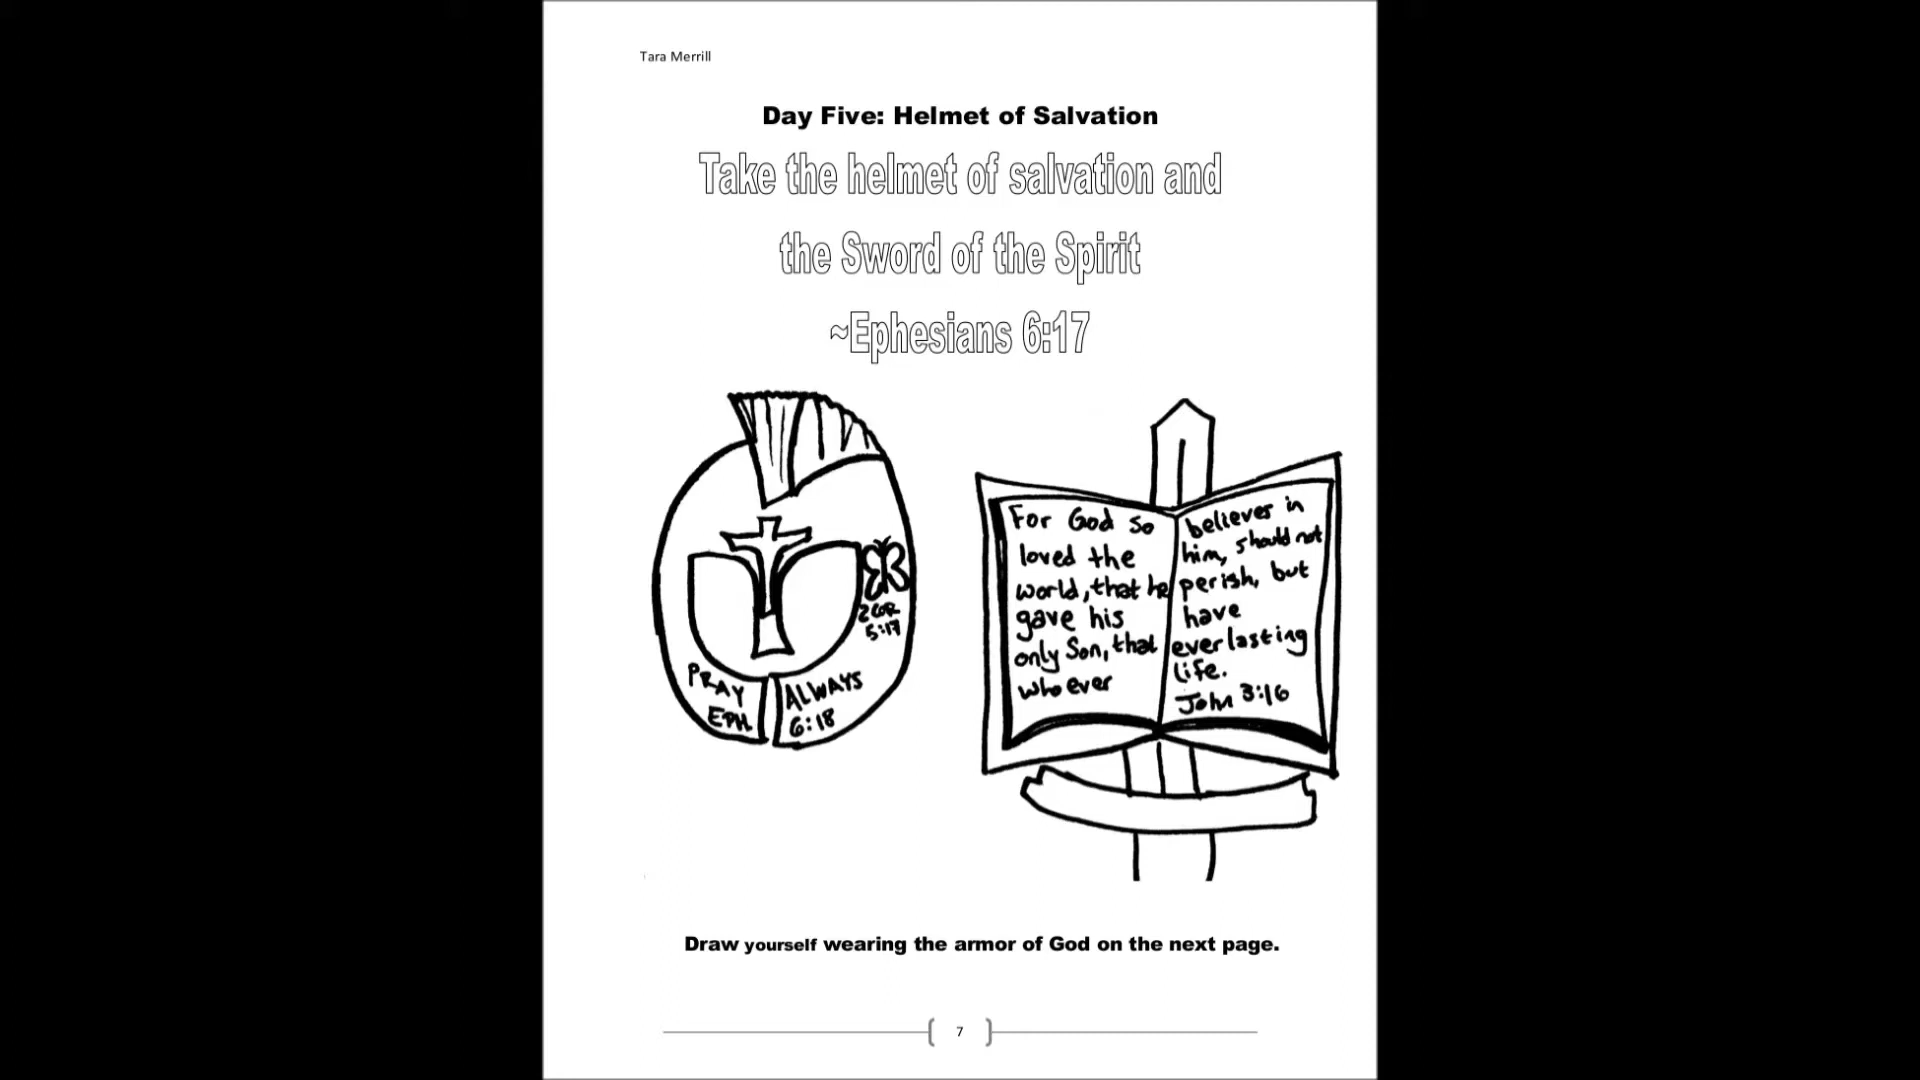 Tara Merrill
Day Five: Helmet of Salvation
Take the helmet of salvation and
the Sword of the Spirit
~Ephesians 6:17
2 COR
5:17
PRAY ALWAYS
EPH. 6:18
For God so
loved the
world, that he
gave his
only Son, that
whoever
believes in
him, should not
perish, but
have
everlasting
life.
John 3:16
Draw yourself wearing the armor of God on the next page.
7